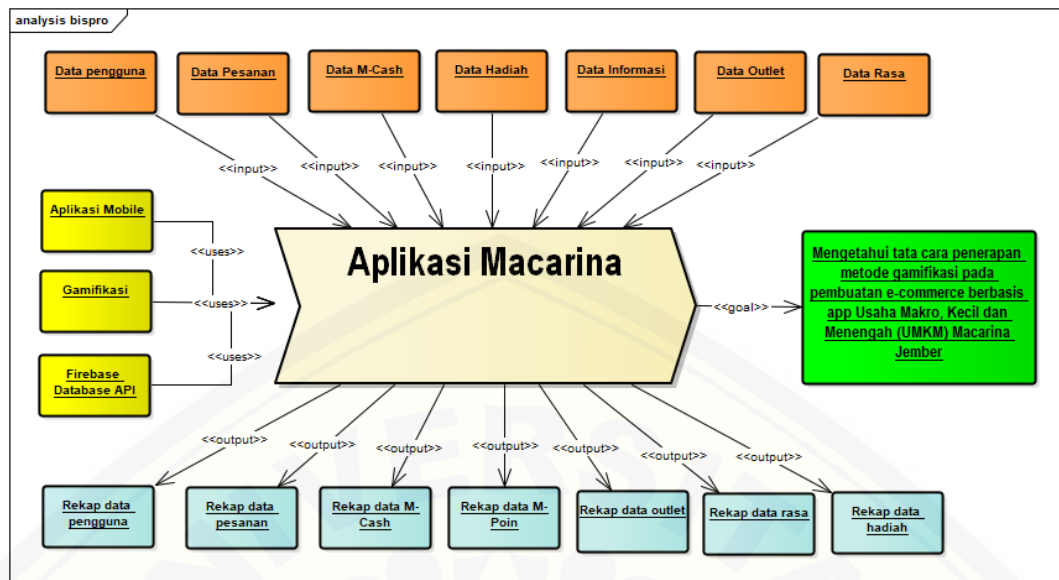 analysis bispro
Data pengguna
Data Pesanan
Data M-Cash
Data Hadiah
Data Informasi
Data Outlet
Data Rasa
<<input>>
<<input>>
<<input>>
<<input>>
<<input>>
<<input>>
<<input>>
Aplikasi Mobile
<<uses>>
Gamifikasi
<<uses>>
Firebase
Database API
<<uses>>
Aplikasi Macarina
<<goal>>
Mengetahui tata cara penerapan
metode gamifikasi pada
pembuatan e-commerce berbasis
app Usaha Makro, Kecil dan
Menengah (UMKM) Macarina
Jember
<<output>>
<<output>>
<<output>>
<<output>>
<<output>>
<<output>>
<<output>>
Rekap data
pengguna
Rekap data
pesanan
Rekap data M-
Cash
Rekap data M-
Poin
Rekap data outlet
Rekap data rasa
Rekap data
hadiah
UNIVERSIT